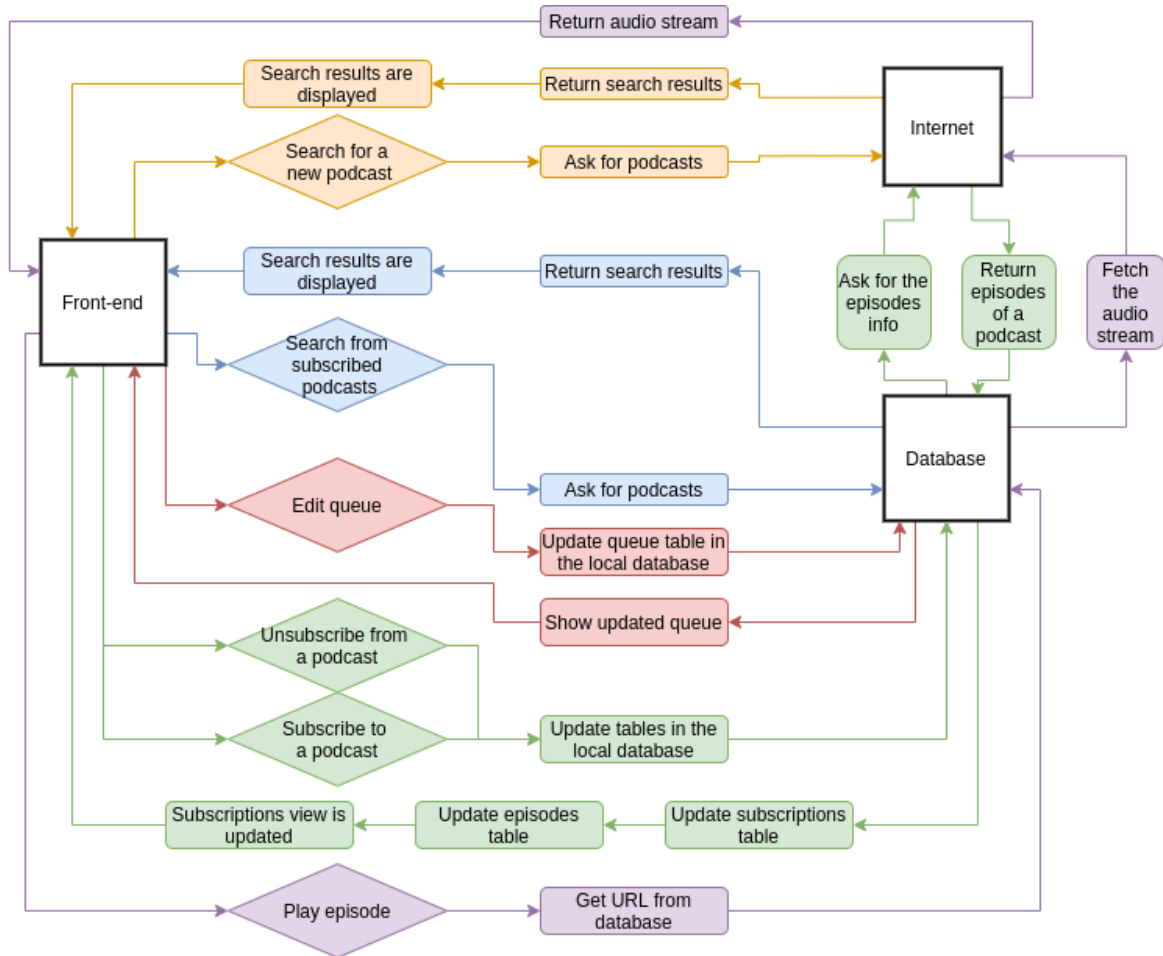 Return audio stream
Search results are
displayed
Return search results
Internet
Search for a
new podcast
Ask for podcasts
Front-end
Search results are
displayed
Return search results
Ask for the
episodes
info
Return
episodes
of a
podcast
Fetch
the
audio
stream
Search from
subscribed
podcasts
Database
Ask for podcasts
Edit queue
Update queue table in
the local database
Show updated queue
Unsubscribe from
a podcast
Subscribe to
a podcast
Update tables in the
local database
Subscriptions view is
updated
Update episodes
table
Update subscriptions
table
Play episode
Get URL from
database